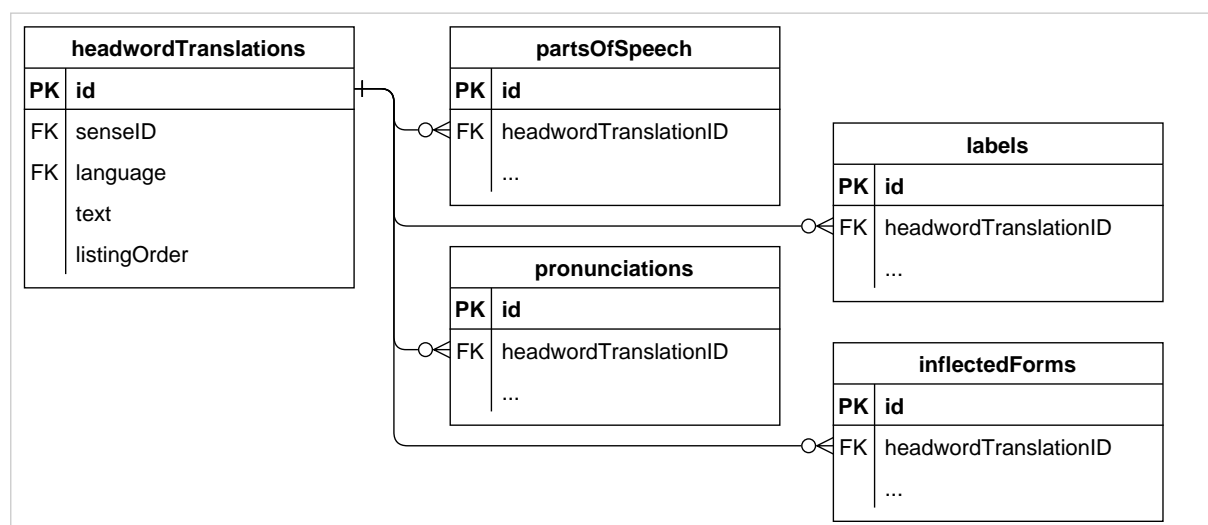 headwordTranslations
PK id
FK senseID
FK language
text
listingOrder
partsOfSpeech
PK id
FK headwordTranslationID
...
pronunciations
PK id
FK headwordTranslationID
...
labels
PK id
FK headwordTranslationID
...
inflectedForms
PK id
FK headwordTranslationID
...